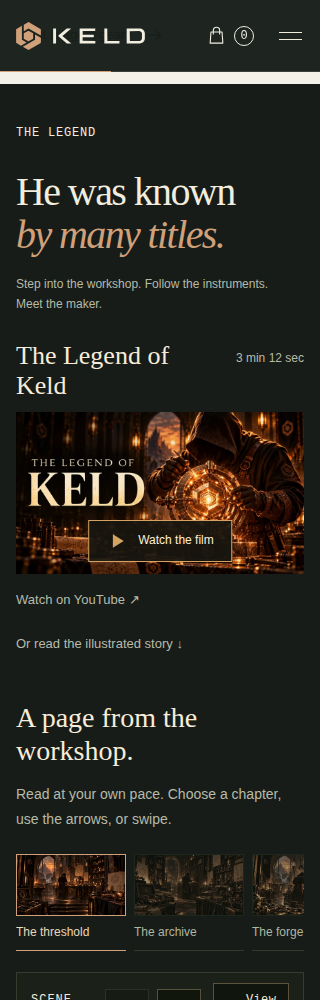 KELD
0
THE LEGEND
He was known
by many titles.
Step into the workshop. Follow the instruments.
Meet the maker.
The Legend of
Keld
3 min 12 sec
THE LEGEND OF
KELD
Watch the film
Watch on YouTube ↗
Or read the illustrated story ↓
A page from the
workshop.
Read at your own pace. Choose a chapter,
use the arrows, or swipe.
The threshold
The archive
The forge
SCENE
View